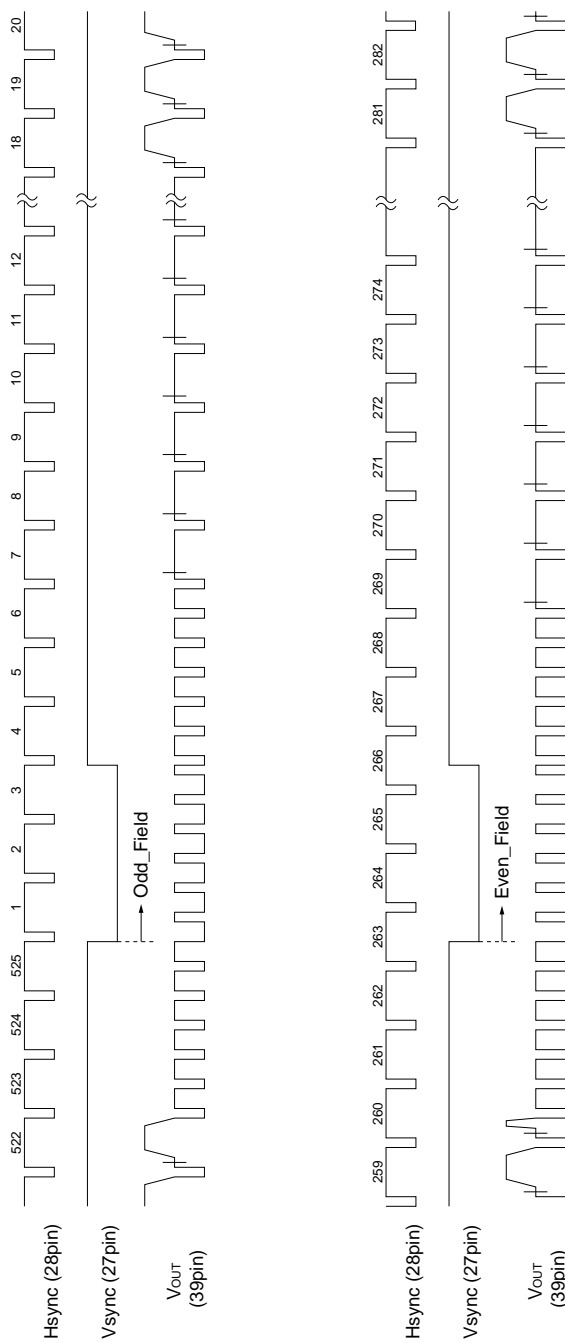 522 523 524 525 1 2 3 4 5 6 7 8 9 10 11 12 18 19 20
Hsync (28pin)
Vsync (27pin)
Odd_Field
VOUT
(39pin)
259 260 261 262 263 264 265 266 267 268 269 270 271 272 273 274 281 282
Hsync (28pin)
Vsync (27pin)
Even_Field
VOUT
(39pin)